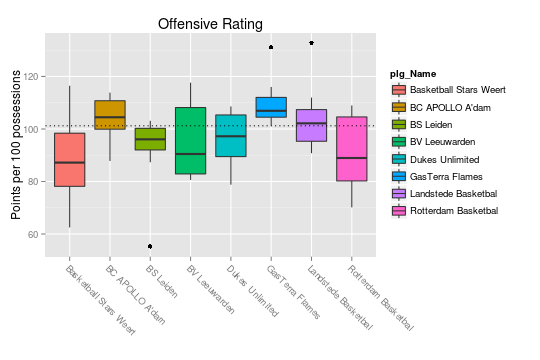 Offensive Rating
Points per 100 possessions
120
100
80
60
Basketball Stars Weert
BC APOLLO A'dam
BS Leiden
BV Leeuwarden
Dukes Unlimited
GasTerra Flames
Landstede Basketbal
Rotterdam Basketbal
plg_Name
Basketball Stars Weert
BC APOLLO A'dam
BS Leiden
BV Leeuwarden
Dukes Unlimited
GasTerra Flames
Landstede Basketbal
Rotterdam Basketbal